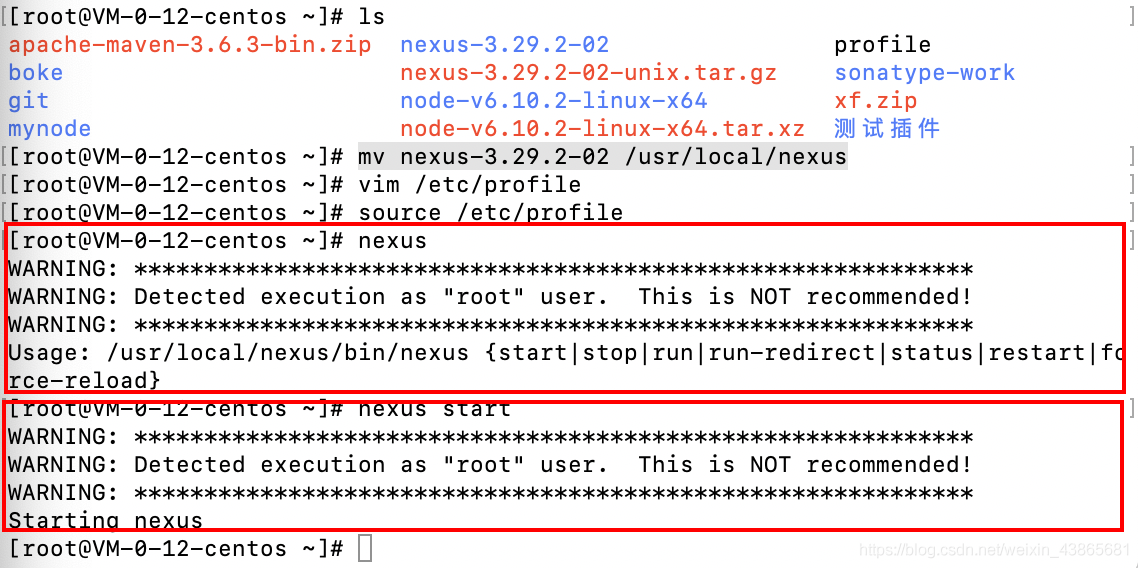 [[root@VM-0-12-centos ~]# ls ]
apache-maven-3.6.3-bin.zip nexus-3.29.2-02 profile
boke nexus-3.29.2-02-unix.tar.gz sonatype-work
git node-v6.10.2-linux-x64 xf.zip
mynode node-v6.10.2-linux-x64.tar.xz 测试插件
[[root@VM-0-12-centos ~]# mv nexus-3.29.2-02 /usr/local/nexus ]
[[root@VM-0-12-centos ~]# vim /etc/profile ]
[[root@VM-0-12-centos ~]# source /etc/profile ]
[[root@VM-0-12-centos ~]# nexus ]
WARNING: ************************************************************
WARNING: Detected execution as "root" user.  This is NOT recommended!
WARNING: ************************************************************
Usage: /usr/local/nexus/bin/nexus {start|stop|run|run-redirect|status|restart|fo
rce-reload}
[[root@VM-0-12-centos ~]# nexus start ]
WARNING: ************************************************************
WARNING: Detected execution as "root" user.  This is NOT recommended!
WARNING: ************************************************************
Starting nexus
[root@VM-0-12-centos ~]#
https://blog.csdn.net/weixin_43865681